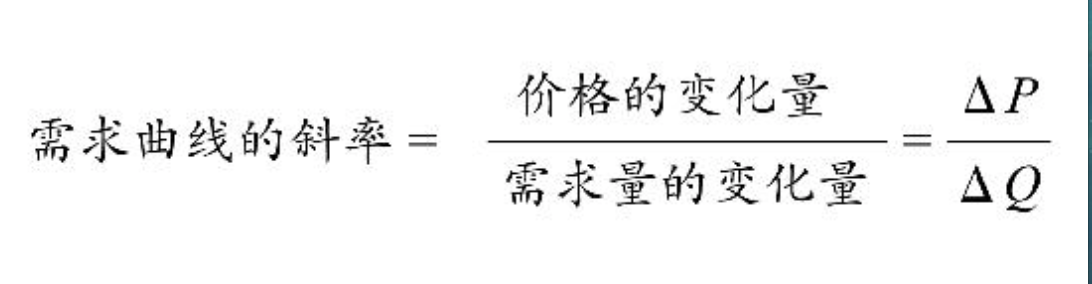 需求曲线的斜率 = 价格的变化量 / 需求量的变化量 = ΔP / ΔQ